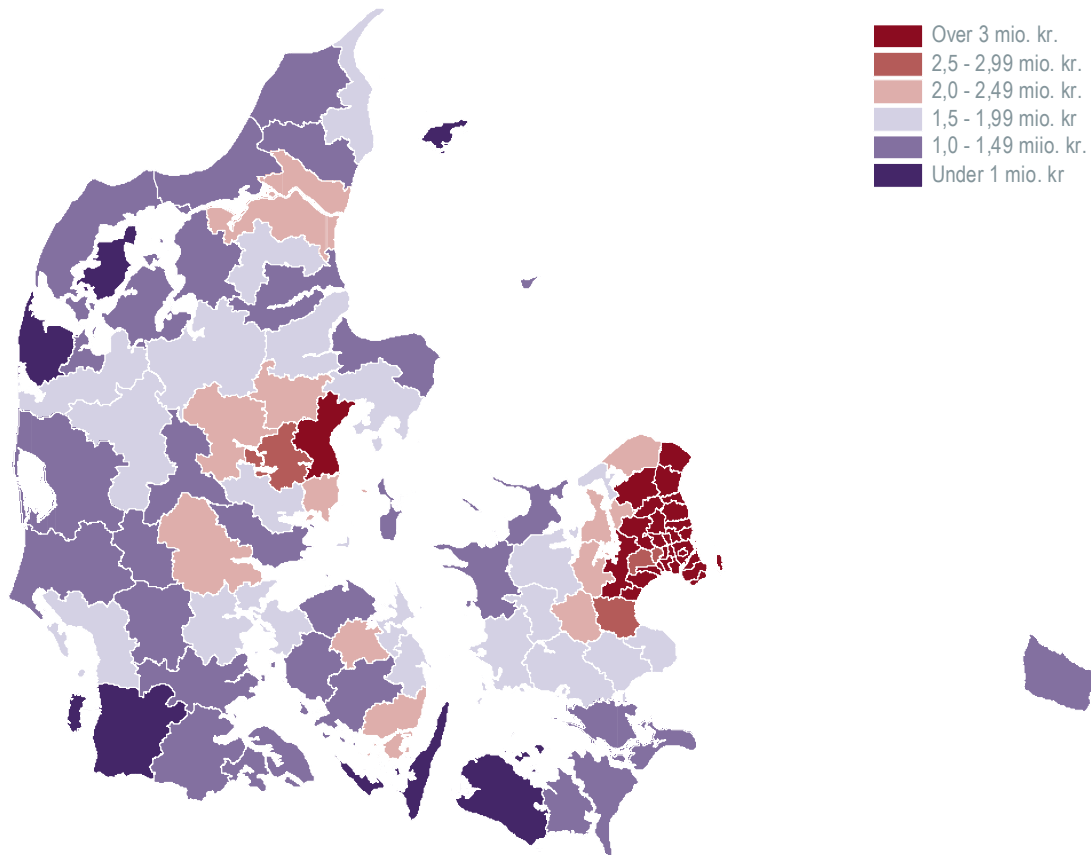 Over 3 mio. kr.
2,5 - 2,99 mio. kr.
2,0 - 2,49 mio. kr.
1,5 - 1,99 mio. kr
1,0 - 1,49 miio. kr.
Under 1 mio. kr